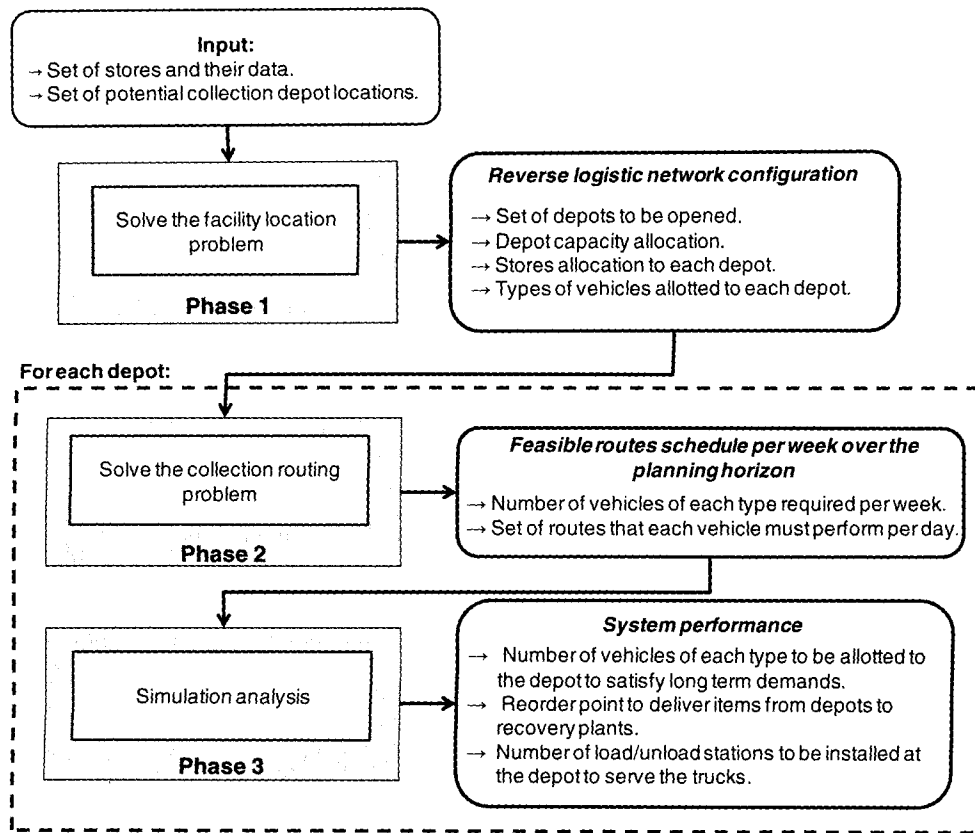 Input:
→ Set of stores and their data.
→ Set of potential collection depot locations.
Solve the facility location
problem
Phase 1
Reverse logistic network configuration
→ Set of depots to be opened.
→ Depot capacity allocation.
→ Stores allocation to each depot.
→ Types of vehicles allotted to each depot.
For each depot:
Solve the collection routing
problem
Phase 2
Feasible routes schedule per week over the
planning horizon
→ Number of vehicles of each type required per week.
→ Set of routes that each vehicle must perform per day.
Simulation analysis
Phase 3
System performance
→ Number of vehicles of each type to be allotted to
the depot to satisfy long term demands.
→ Reorder point to deliver items from depots to
recovery plants.
→ Number of load/unload stations to be installed at
the depot to serve the trucks.